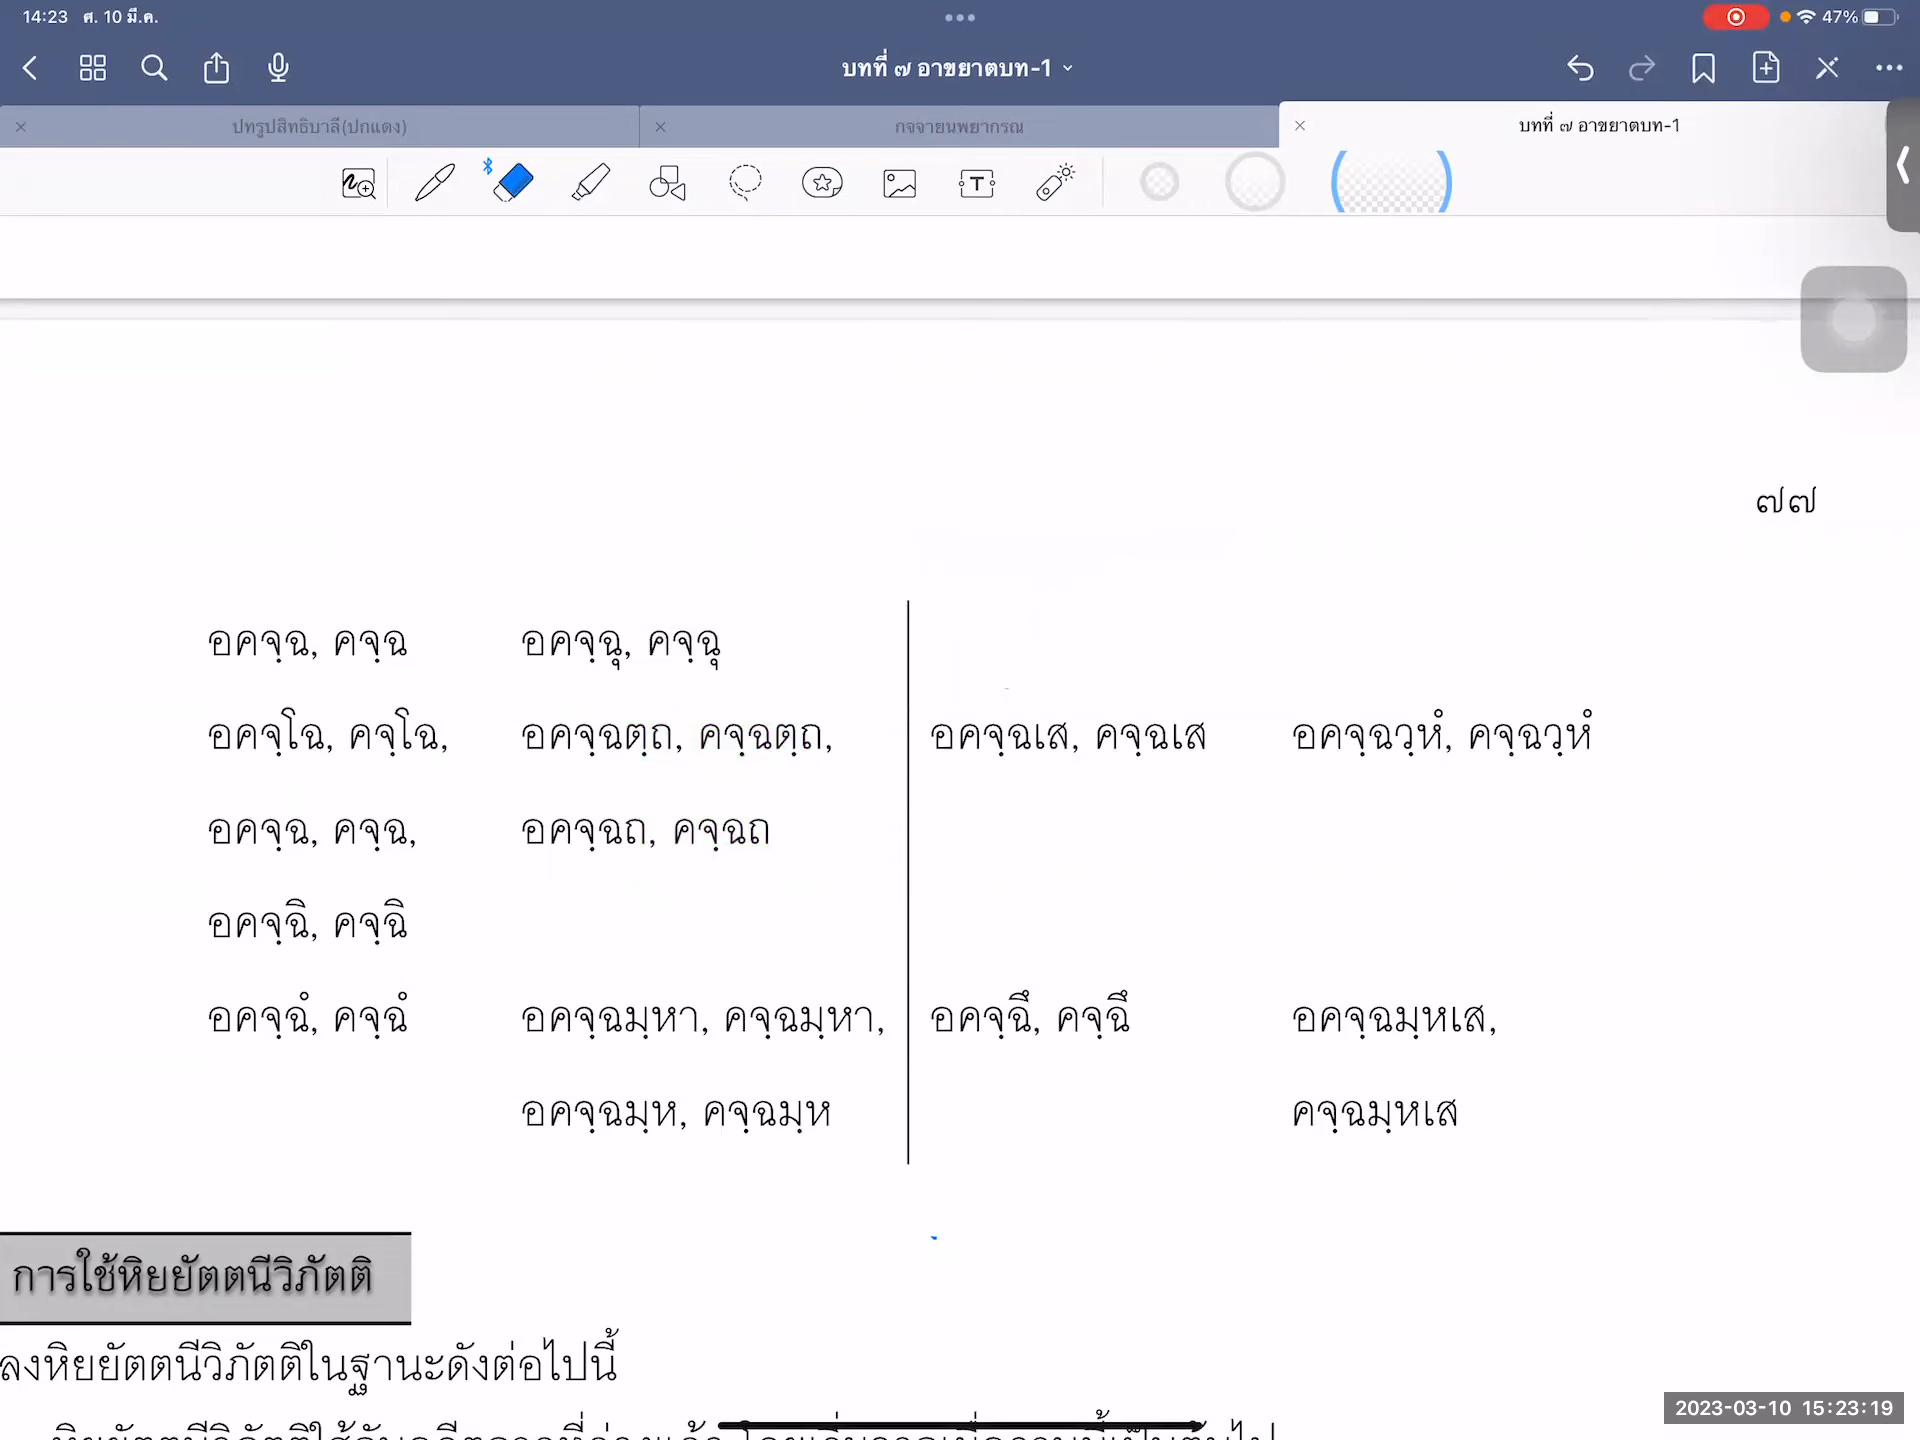 14:23 ศ. 10 มี.ค.
47%
บทที่ ๗ อาขยาตบท-1
ปทรูปสิทธิบาลี(ปกแดง)
กจจายนพยากรณ
บทที่ ๗ อาขยาตบท-1
๗๗
อคจฺฉ, คจฺฉ อคจฺฉุ, คจฺฉุ
อคจฺโฉ, คจฺโฉ, อคจฺฉตฺถ, คจฺฉตฺถ, อคจฺฉเส, คจฺฉเส อคจฺฉวฺหํ, คจฺฉวฺหํ
อคจฺฉ, คจฺฉ, อคจฺฉถ, คจฺฉถ
อคจฺฉิ, คจฺฉิ
อคจฺฉํ, คจฺฉํ อคจฺฉมฺหา, คจฺฉมฺหา, อคจฺฉึ, คจฺฉึ อคจฺฉมฺหเส,
อคจฺฉมฺห, คจฺฉมฺห คจฺฉมฺหเส
การใช้หิยยัตตนีวิภัตติ
ลงหิยยัตตนีวิภัตติในฐานะดังต่อไปนี้
2023-03-10 15:23:19